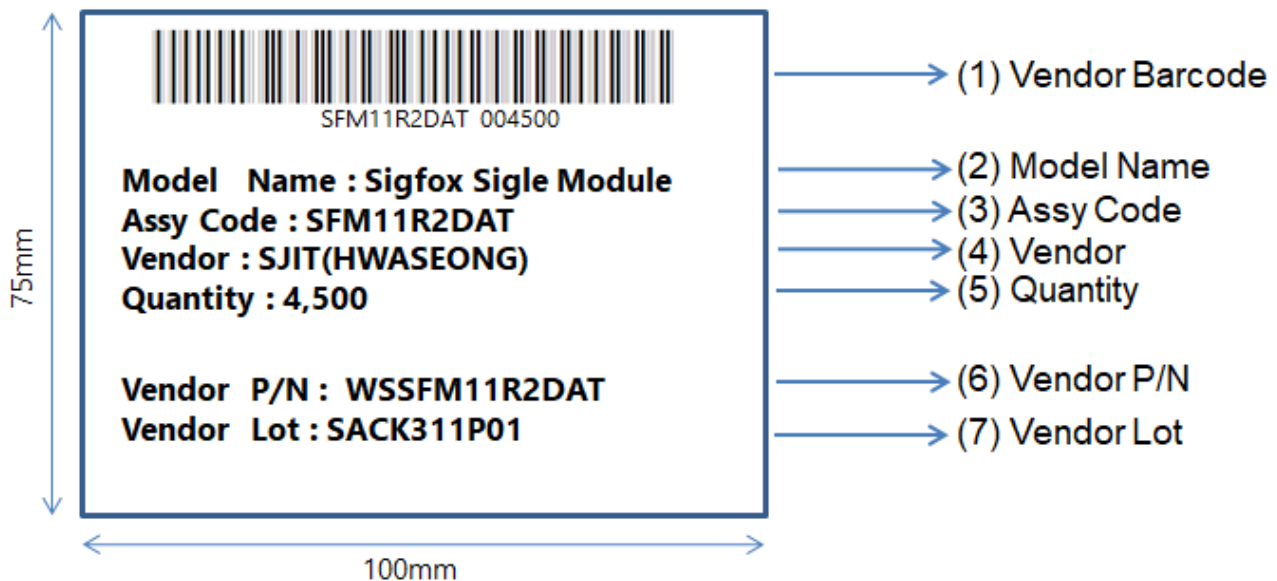 SFM11R2DAT 004500
(1) Vendor Barcode
Model Name : Sigfox Sigle Module
(2) Model Name
Assy Code : SFM11R2DAT
(3) Assy Code
Vendor : SJIT(HWASEONG)
(4) Vendor
Quantity : 4,500
(5) Quantity
75mm
Vendor P/N : WSSFM11R2DAT
(6) Vendor P/N
Vendor Lot : SACK311P01
(7) Vendor Lot
100mm